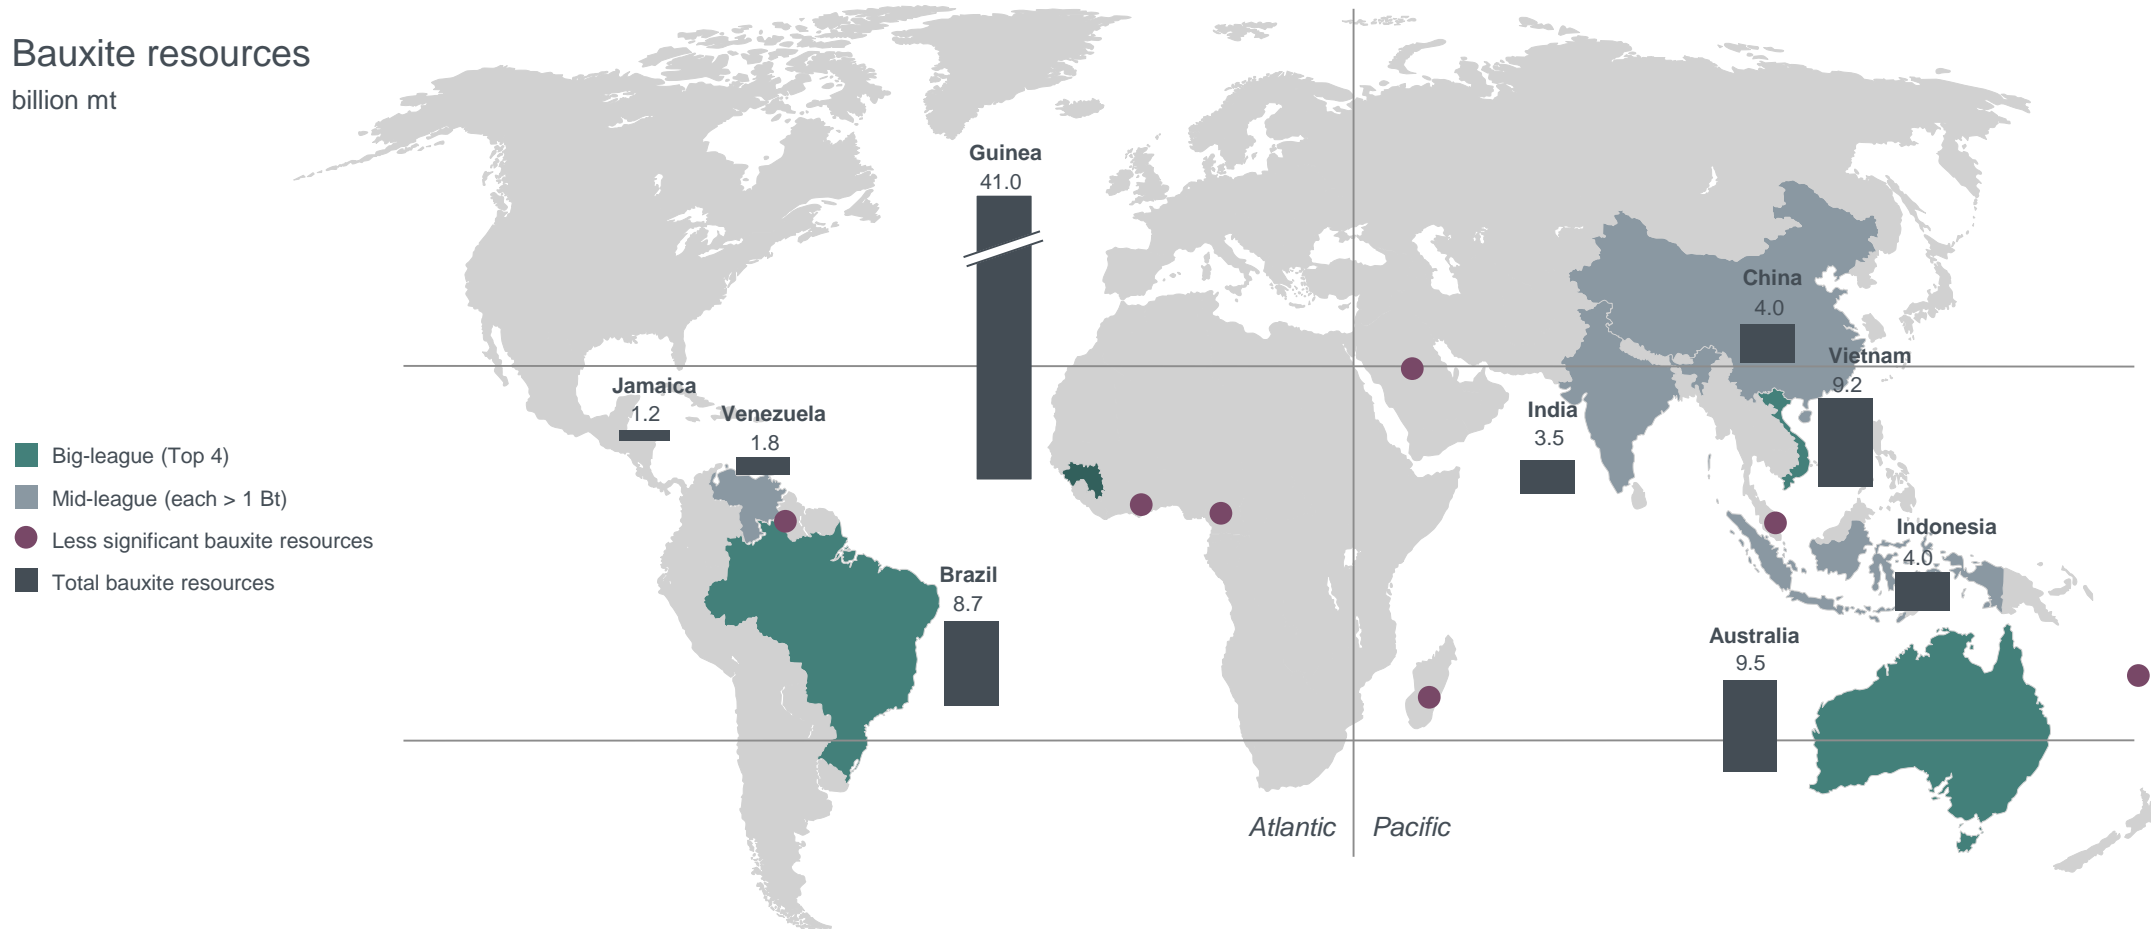 Bauxite resources
billion mt
Guinea
41.0
China
4.0
Vietnam
9.2
Jamaica
1.2
Venezuela
1.8
India
3.5
Big-league (Top 4)
Mid-league (each > 1 Bt)
Less significant bauxite resources
Total bauxite resources
Indonesia
4.0
Brazil
8.7
Australia
9.5
Atlantic
Pacific